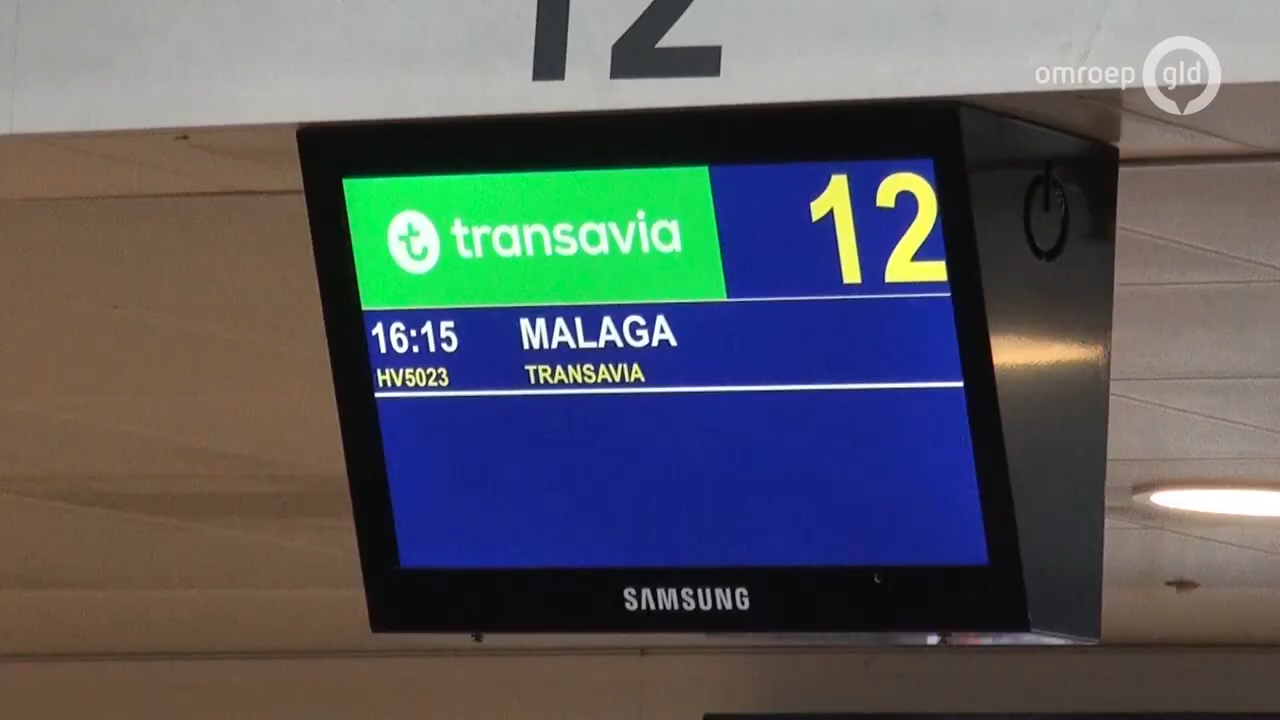 12
omroep gld
transavia
12
16:15 MALAGA
HV5023 TRANSAVIA
SAMSUNG